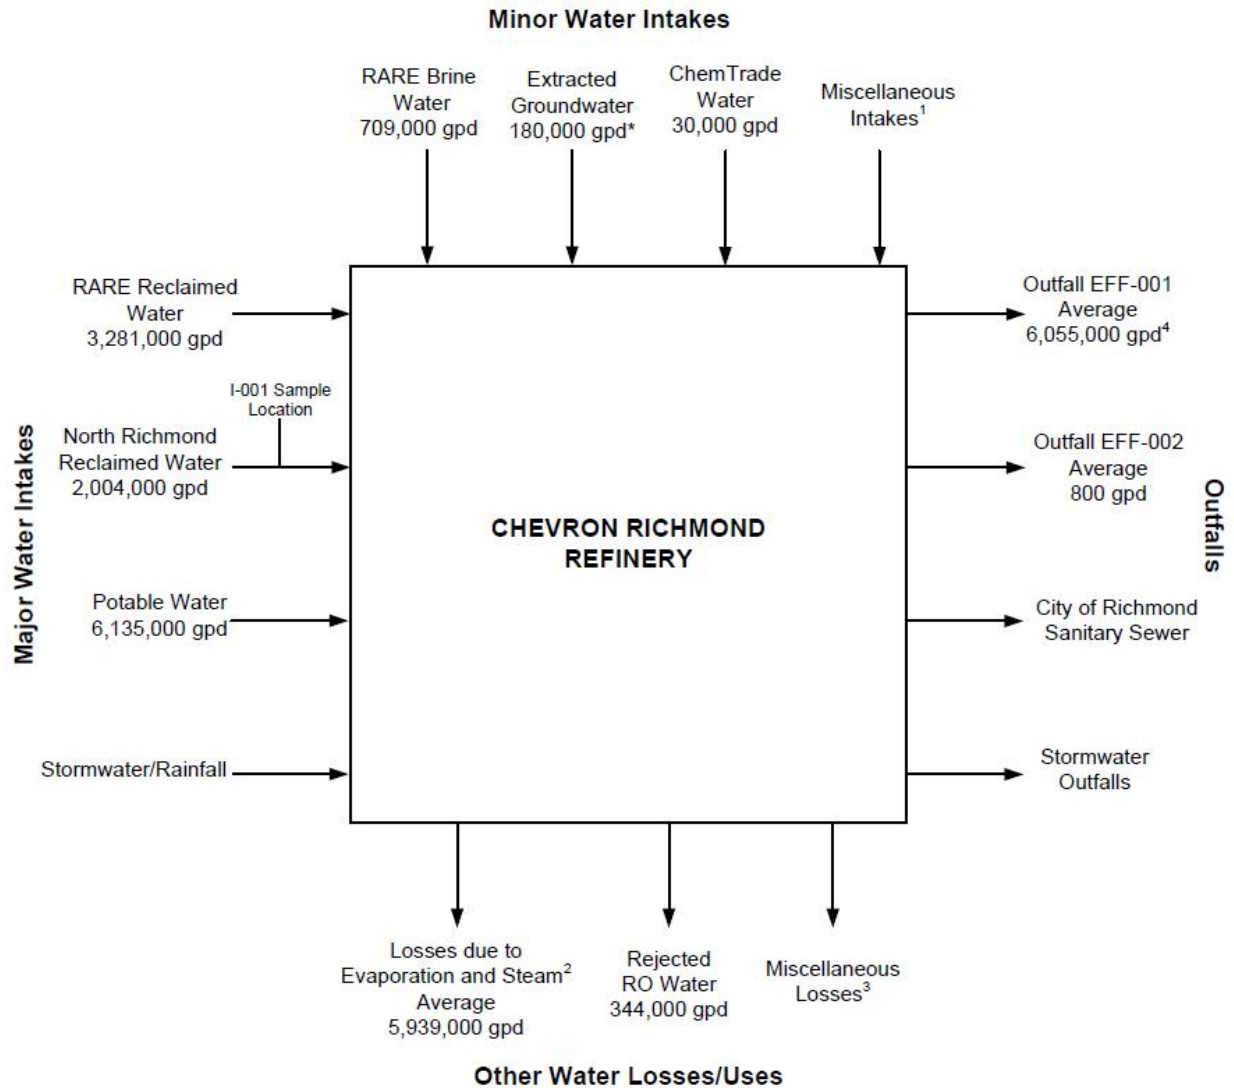 Minor Water Intakes
RARE Brine
Water
709,000 gpd
Extracted
Groundwater
180,000 gpd*
ChemTrade
Water
30,000 gpd
Miscellaneous
Intakes¹
Major Water Intakes
RARE Reclaimed
Water
3,281,000 gpd
I-001 Sample
Location
North Richmond
Reclaimed Water
2,004,000 gpd
Potable Water
6,135,000 gpd
Stormwater/Rainfall
CHEVRON RICHMOND
REFINERY
Outfall EFF-001
Average
6,055,000 gpd⁴
Outfall EFF-002
Average
800 gpd
City of Richmond
Sanitary Sewer
Stormwater
Outfalls
Outfalls
Losses due to
Evaporation and Steam²
Average
5,939,000 gpd
Rejected
RO Water
344,000 gpd
Miscellaneous
Losses³
Other Water Losses/Uses